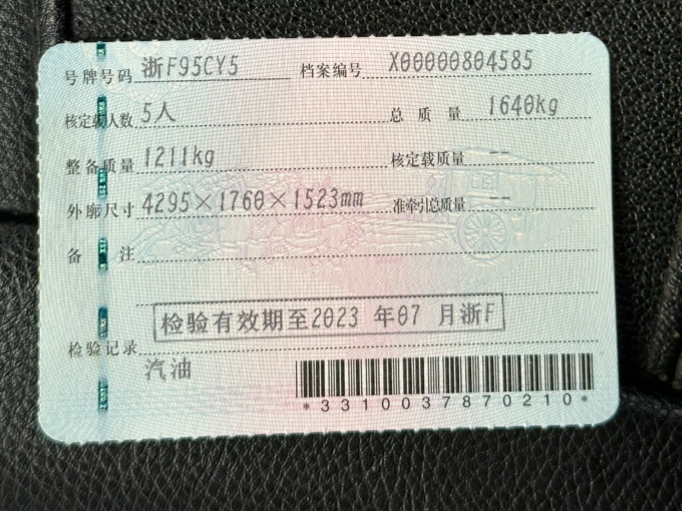 号牌号码 浙F95CY5 档案编号 X00000804585
核定载人数 5人 总质量 1640kg
整备质量 1211kg 核定载质量 --
外廓尺寸 4295×1760×1523mm 准牵引总质量 --
备注
检验有效期至2023 年07 月浙F
检验记录
汽油
*3310037870210*